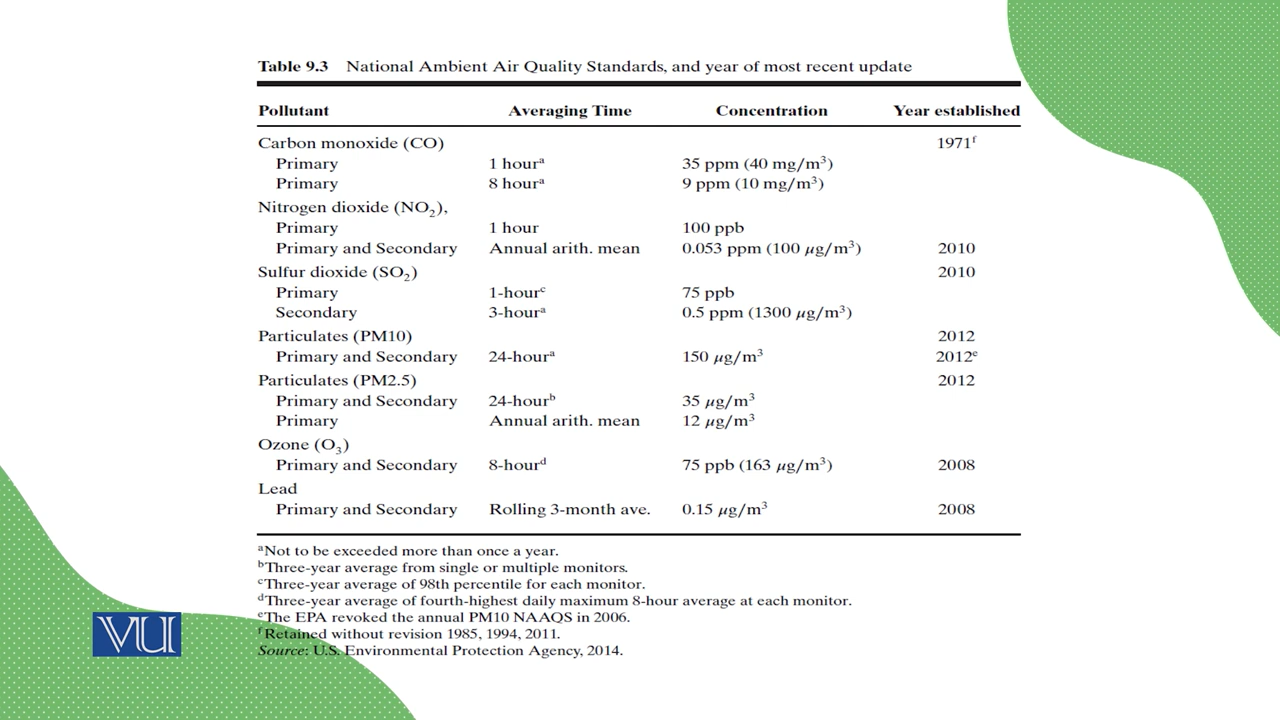 Table 9.3 National Ambient Air Quality Standards, and year of most recent update
Pollutant Averaging Time Concentration Year established
Carbon monoxide (CO) 1971ᶠ
Primary 1 hourᵃ 35 ppm (40 mg/m³)
Primary 8 hourᵃ 9 ppm (10 mg/m³)
Nitrogen dioxide (NO₂),
Primary 1 hour 100 ppb
Primary and Secondary Annual arith. mean 0.053 ppm (100 μg/m³) 2010
Sulfur dioxide (SO₂) 2010
Primary 1-hourᶜ 75 ppb
Secondary 3-hourᵃ 0.5 ppm (1300 μg/m³)
Particulates (PM10) 2012
Primary and Secondary 24-hourᵃ 150 μg/m³ 2012ᵉ
Particulates (PM2.5) 2012
Primary and Secondary 24-hourᵇ 35 μg/m³
Primary Annual arith. mean 12 μg/m³
Ozone (O₃)
Primary and Secondary 8-hourᵈ 75 ppb (163 μg/m³) 2008
Lead
Primary and Secondary Rolling 3-month ave. 0.15 μg/m³ 2008
ᵃNot to be exceeded more than once a year.
ᵇThree-year average from single or multiple monitors.
ᶜThree-year average of 98th percentile for each monitor.
ᵈThree-year average of fourth-highest daily maximum 8-hour average at each monitor.
ᵉThe EPA revoked the annual PM10 NAAQS in 2006.
ᶠRetained without revision 1985, 1994, 2011.
Source: U.S. Environmental Protection Agency, 2014.
VU